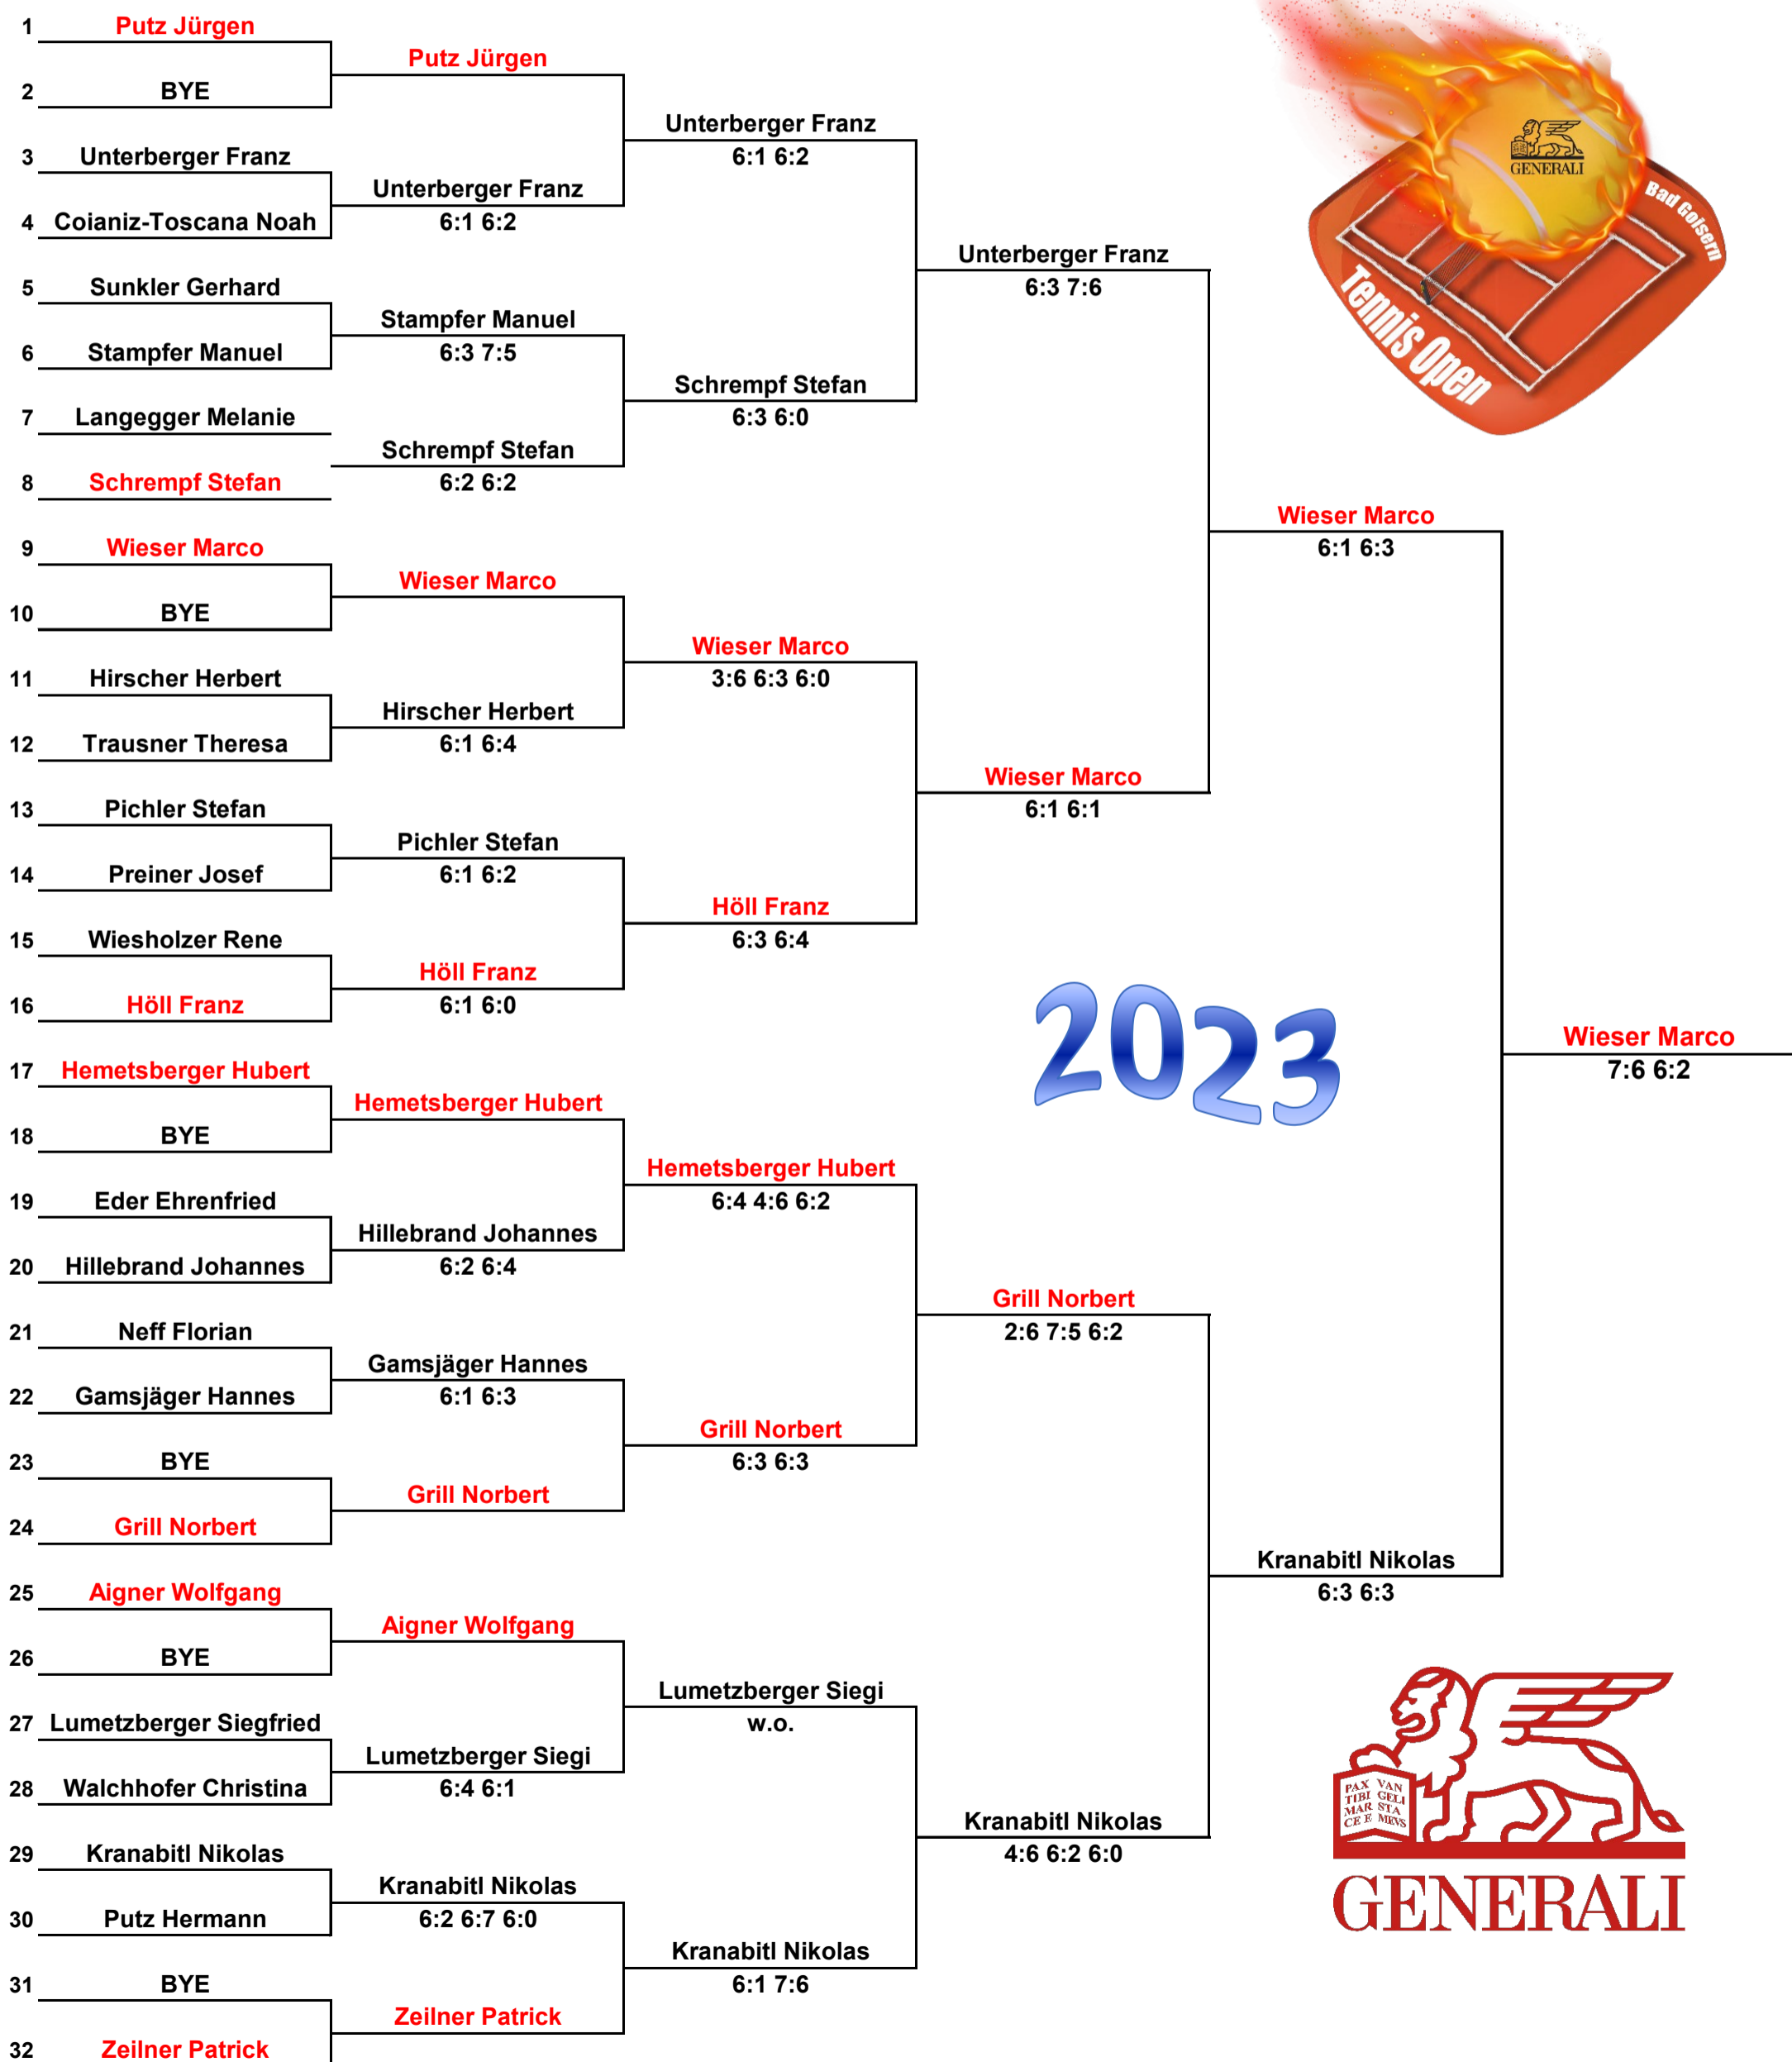 1 Putz Jürgen
2 BYE
3 Unterberger Franz
4 Coianiz-Toscana Noah
5 Sunkler Gerhard
6 Stampfer Manuel
7 Langegger Melanie
8 Schrempf Stefan
9 Wieser Marco
10 BYE
11 Hirscher Herbert
12 Trausner Theresa
13 Pichler Stefan
14 Preiner Josef
15 Wiesholzer Rene
16 Höll Franz
17 Hemetsberger Hubert
18 BYE
19 Eder Ehrenfried
20 Hillebrand Johannes
21 Neff Florian
22 Gamsjäger Hannes
23 BYE
24 Grill Norbert
25 Aigner Wolfgang
26 BYE
27 Lumetzberger Siegfried
28 Walchhofer Christina
29 Kranabitl Nikolas
30 Putz Hermann
31 BYE
32 Zeilner Patrick
Putz Jürgen
Unterberger Franz
6:1 6:2
Stampfer Manuel
6:3 7:5
Schrempf Stefan
6:2 6:2
Wieser Marco
Hirscher Herbert
6:1 6:4
Pichler Stefan
6:1 6:2
Höll Franz
6:1 6:0
Hemetsberger Hubert
Hillebrand Johannes
6:2 6:4
Gamsjäger Hannes
6:1 6:3
Grill Norbert
Aigner Wolfgang
Lumetzberger Siegi
6:4 6:1
Kranabitl Nikolas
6:2 6:7 6:0
Zeilner Patrick
Unterberger Franz
6:1 6:2
Schrempf Stefan
6:3 6:0
Wieser Marco
3:6 6:3 6:0
Höll Franz
6:3 6:4
Hemetsberger Hubert
6:4 4:6 6:2
Grill Norbert
6:3 6:3
Lumetzberger Siegi
w.o.
Kranabitl Nikolas
6:1 7:6
Unterberger Franz
6:3 7:6
Wieser Marco
6:1 6:1
Grill Norbert
2:6 7:5 6:2
Kranabitl Nikolas
4:6 6:2 6:0
Wieser Marco
6:1 6:3
Kranabitl Nikolas
6:3 6:3
Wieser Marco
7:6 6:2
GENERALI
Bad Goisern
Tennis Open
2023
PAX VAN
TIBI GELI
MAR STA
CE E MEVS
GENERALI